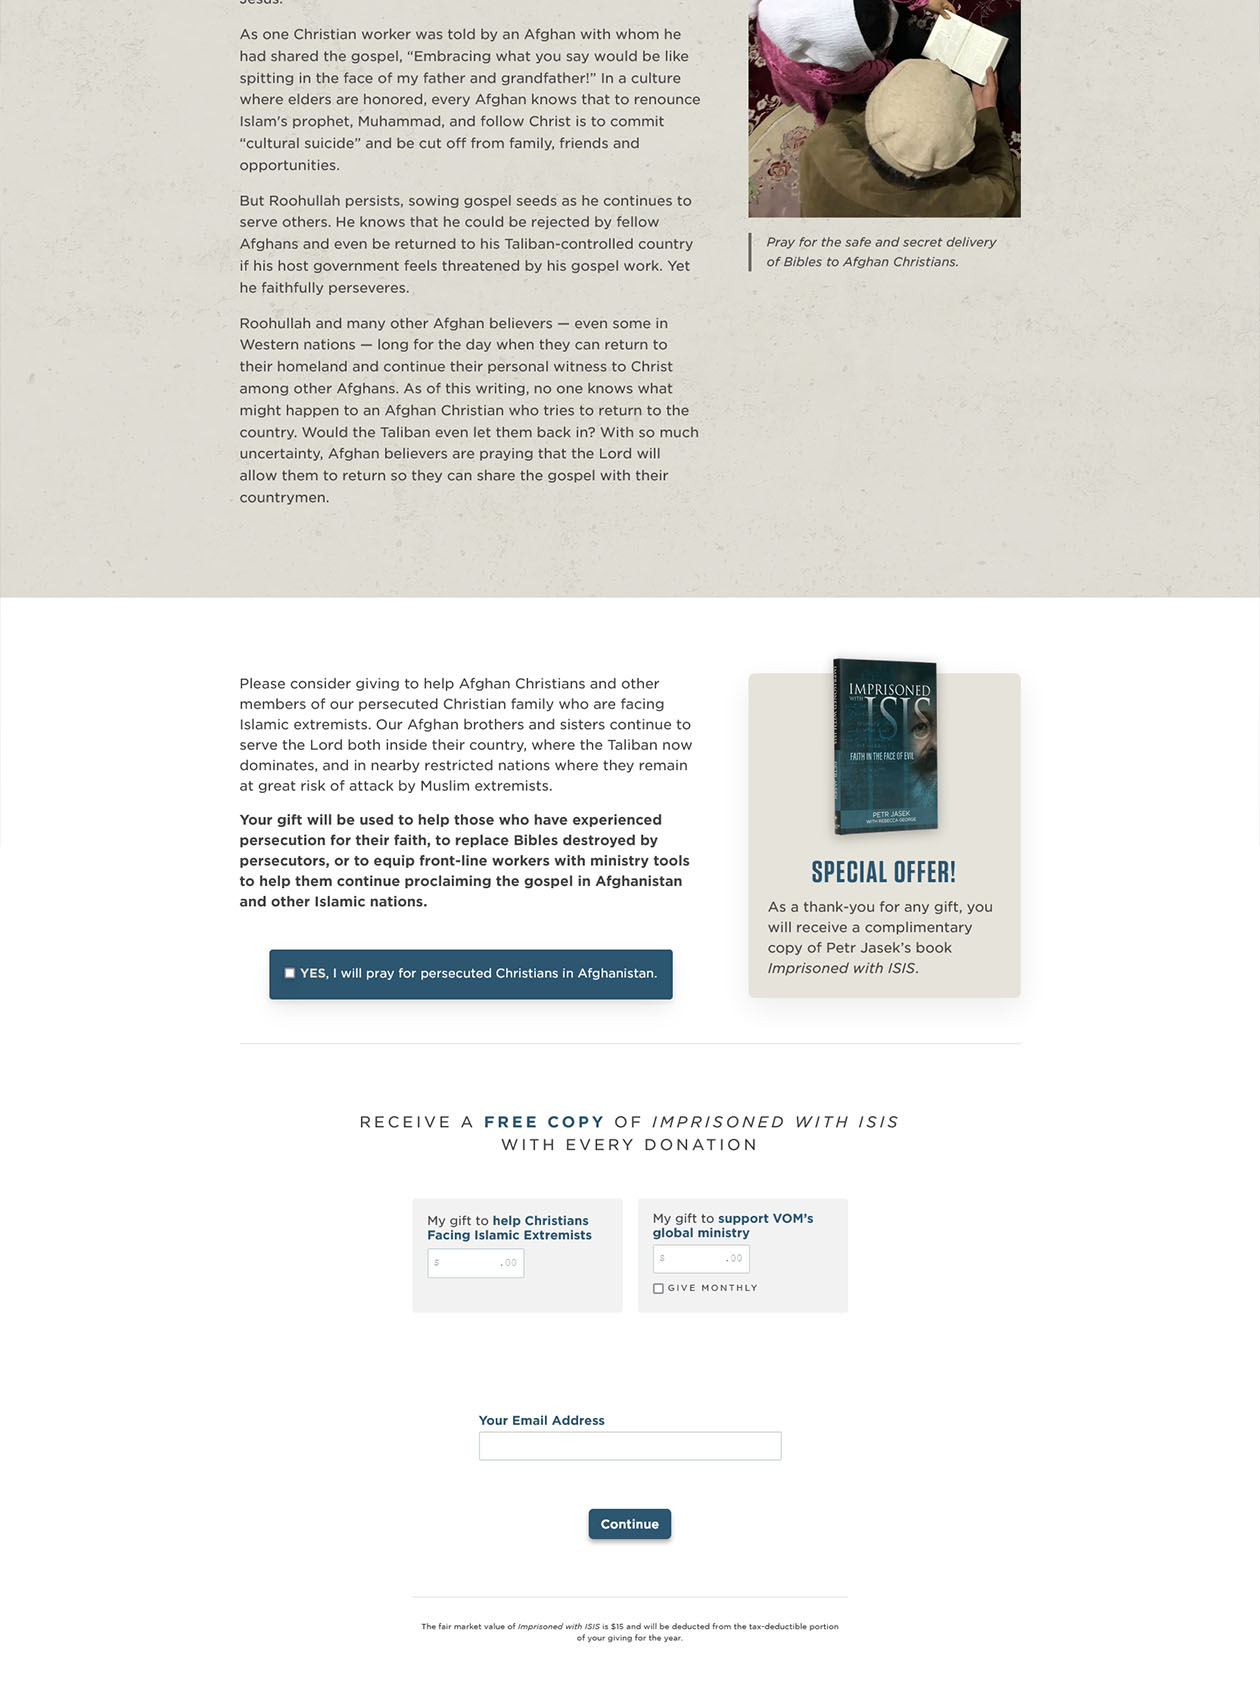 Jesus.
As one Christian worker was told by an Afghan with whom he
had shared the gospel, “Embracing what you say would be like
spitting in the face of my father and grandfather!” In a culture
where elders are honored, every Afghan knows that to renounce
Islam's prophet, Muhammad, and follow Christ is to commit
“cultural suicide” and be cut off from family, friends and
opportunities.
But Roohullah persists, sowing gospel seeds as he continues to
serve others. He knows that he could be rejected by fellow
Afghans and even be returned to his Taliban-controlled country
if his host government feels threatened by his gospel work. Yet
he faithfully perseveres.
Roohullah and many other Afghan believers — even some in
Western nations — long for the day when they can return to
their homeland and continue their personal witness to Christ
among other Afghans. As of this writing, no one knows what
might happen to an Afghan Christian who tries to return to the
country. Would the Taliban even let them back in? With so much
uncertainty, Afghan believers are praying that the Lord will
allow them to return so they can share the gospel with their
countrymen.
Pray for the safe and secret delivery
of Bibles to Afghan Christians.
Please consider giving to help Afghan Christians and other
members of our persecuted Christian family who are facing
Islamic extremists. Our Afghan brothers and sisters continue to
serve the Lord both inside their country, where the Taliban now
dominates, and in nearby restricted nations where they remain
at great risk of attack by Muslim extremists.
Your gift will be used to help those who have experienced
persecution for their faith, to replace Bibles destroyed by
persecutors, or to equip front-line workers with ministry tools
to help them continue proclaiming the gospel in Afghanistan
and other Islamic nations.
YES, I will pray for persecuted Christians in Afghanistan.
IMPRISONED
WITH ISIS
FAITH IN THE FACE OF EVIL
PETR JASEK
WITH REBECCA GEORGE
SPECIAL OFFER!
As a thank-you for any gift, you
will receive a complimentary
copy of Petr Jasek’s book
Imprisoned with ISIS.
RECEIVE A FREE COPY OF IMPRISONED WITH ISIS
WITH EVERY DONATION
My gift to help Christians
Facing Islamic Extremists
$ .00
My gift to support VOM’s
global ministry
$ .00
GIVE MONTHLY
Your Email Address
Continue
The fair market value of Imprisoned with ISIS is $15 and will be deducted from the tax-deductible portion
of your giving for the year.